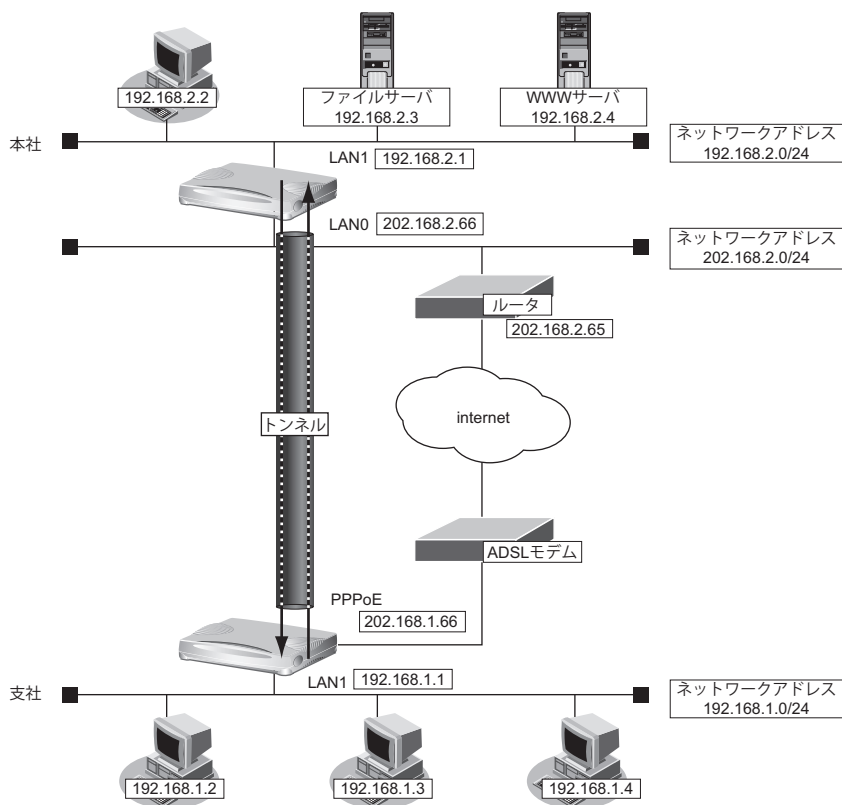 192.168.2.2
ファイルサーバ
192.168.2.3
WWWサーバ
192.168.2.4
本社
ネットワークアドレス
192.168.2.0/24
LAN1 192.168.2.1
LAN0 202.168.2.66
ネットワークアドレス
202.168.2.0/24
ルータ
202.168.2.65
トンネル
internet
ADSLモデム
PPPoE
202.168.1.66
LAN1 192.168.1.1
支社
ネットワークアドレス
192.168.1.0/24
192.168.1.2
192.168.1.3
192.168.1.4